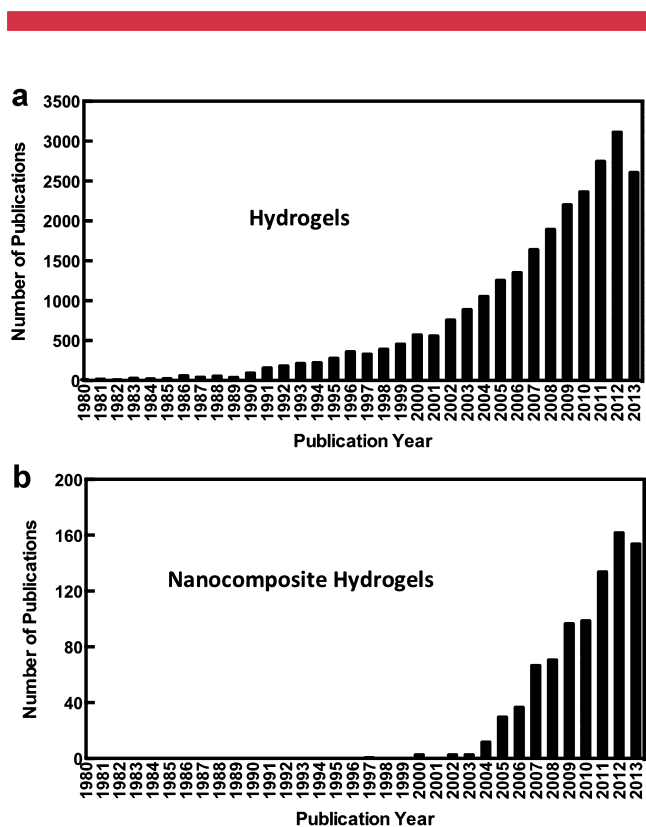 a
Number of Publications
3500
3000
2500
2000
1500
1000
500
0
Hydrogels
1980 1981 1982 1983 1984 1985 1986 1987 1988 1989 1990 1991 1992 1993 1994 1995 1996 1997 1998 1999 2000 2001 2002 2003 2004 2005 2006 2007 2008 2009 2010 2011 2012 2013
Publication Year
b
Number of Publications
200
160
120
80
40
0
Nanocomposite Hydrogels
1980 1981 1982 1983 1984 1985 1986 1987 1988 1989 1990 1991 1992 1993 1994 1995 1996 1997 1998 1999 2000 2001 2002 2003 2004 2005 2006 2007 2008 2009 2010 2011 2012 2013
Publication Year